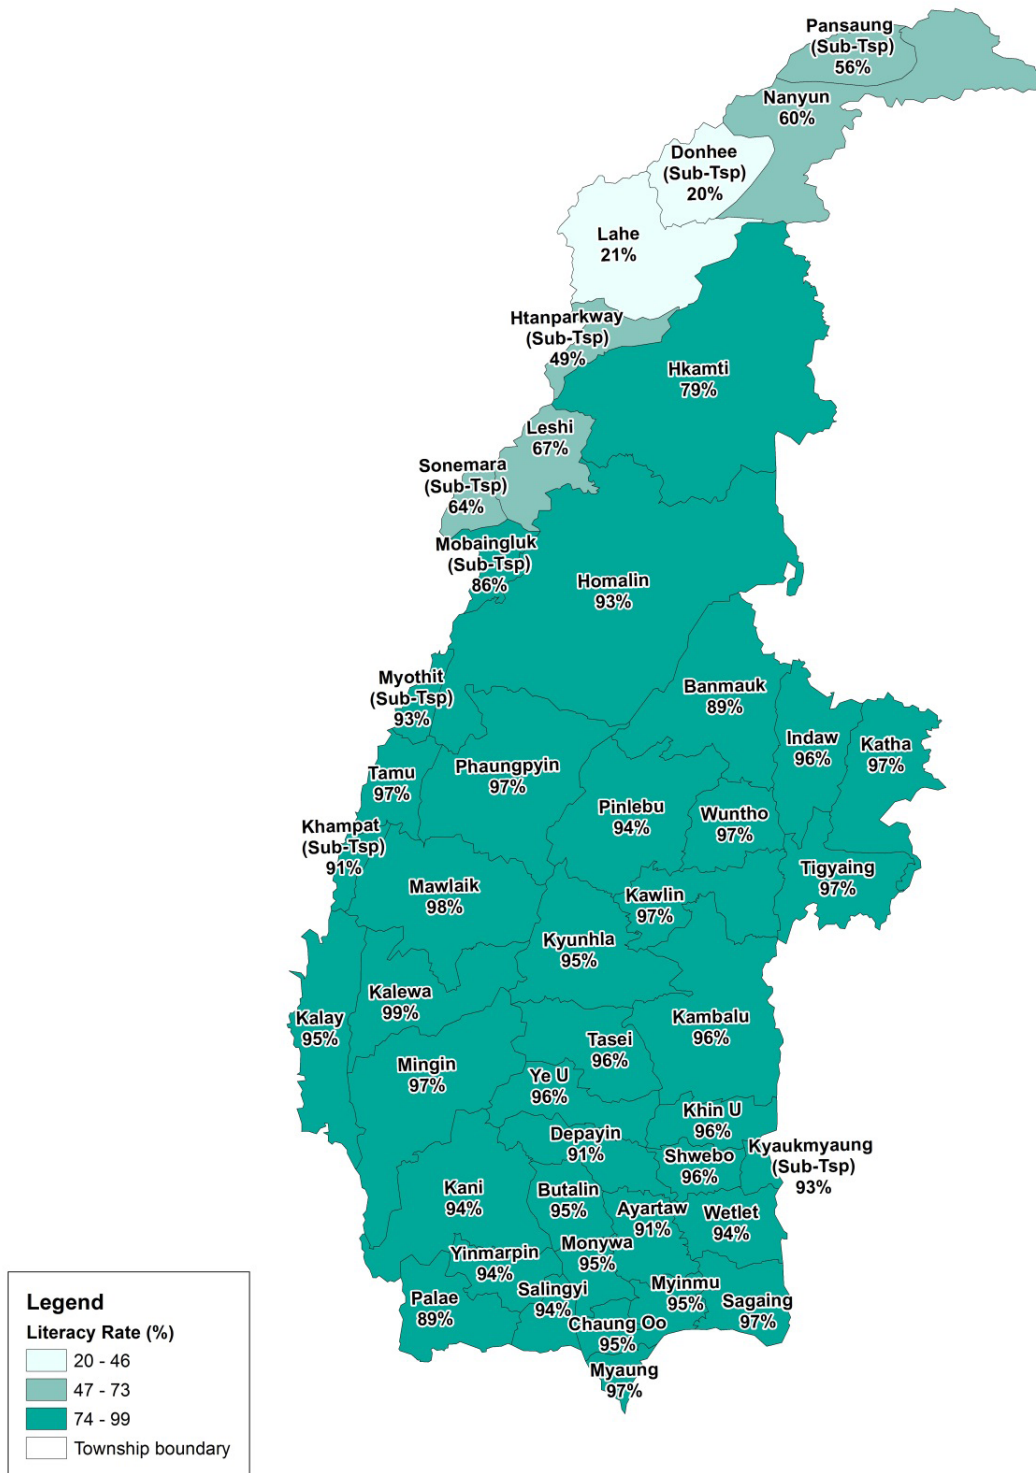 Pansaung
(Sub-Tsp)
56%
Nanyun
60%
Donhee
(Sub-Tsp)
20%
Lahe
21%
Htanparkway
(Sub-Tsp)
49%
Hkamti
79%
Leshi
67%
Sonemara
(Sub-Tsp)
64%
Mobaingluk
(Sub-Tsp)
86%
Homalin
93%
Myothit
(Sub-Tsp)
93%
Banmauk
89%
Indaw
96%
Katha
97%
Tamu
97%
Phaungpyin
97%
Pinlebu
94%
Wuntho
97%
Khampat
(Sub-Tsp)
91%
Tigyaing
97%
Mawlaik
98%
Kawlin
97%
Kyunhla
95%
Kalewa
99%
Kalay
95%
Kambalu
96%
Tasei
96%
Mingin
97%
Ye U
96%
Khin U
96%
Depayin
91%
Shwebo
96%
Kyaukmyaung
(Sub-Tsp)
93%
Kani
94%
Butalin
95%
Ayartaw
91%
Wetlet
94%
Monywa
95%
Yinmarpin
94%
Salingyi
94%
Myinmu
95%
Sagaing
97%
Palae
89%
Chaung Oo
95%
Myaung
97%
Legend
Literacy Rate (%)
20 - 46
47 - 73
74 - 99
Township boundary